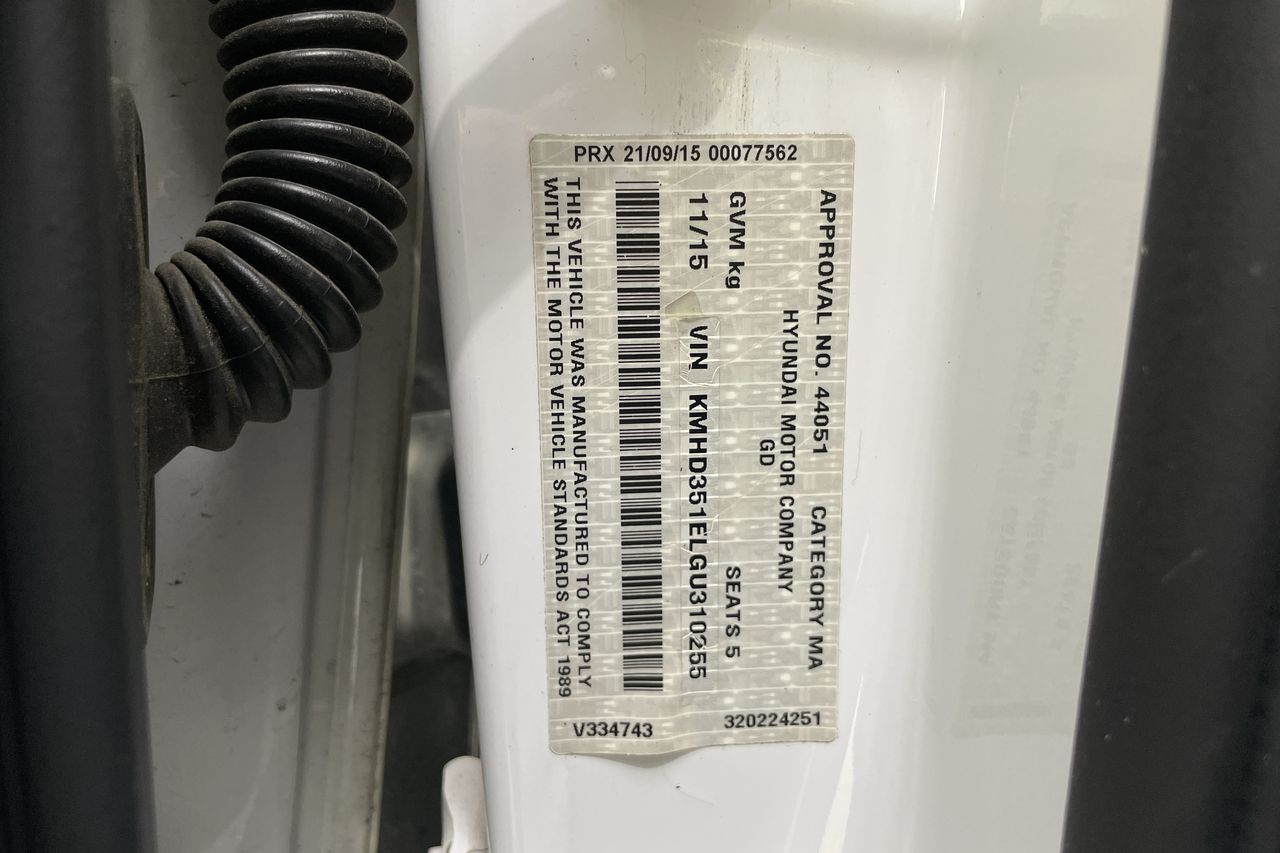 PRX 21/09/15 00077562
APPROVAL NO. 44051 CATEGORY MA
HYUNDAI MOTOR COMPANY
GD
GVM kg SEATS 5
11/15 VIN KMHD351ELGU310255
THIS VEHICLE WAS MANUFACTURED TO COMPLY
WITH THE MOTOR VEHICLE STANDARDS ACT 1989
V334743 320224251